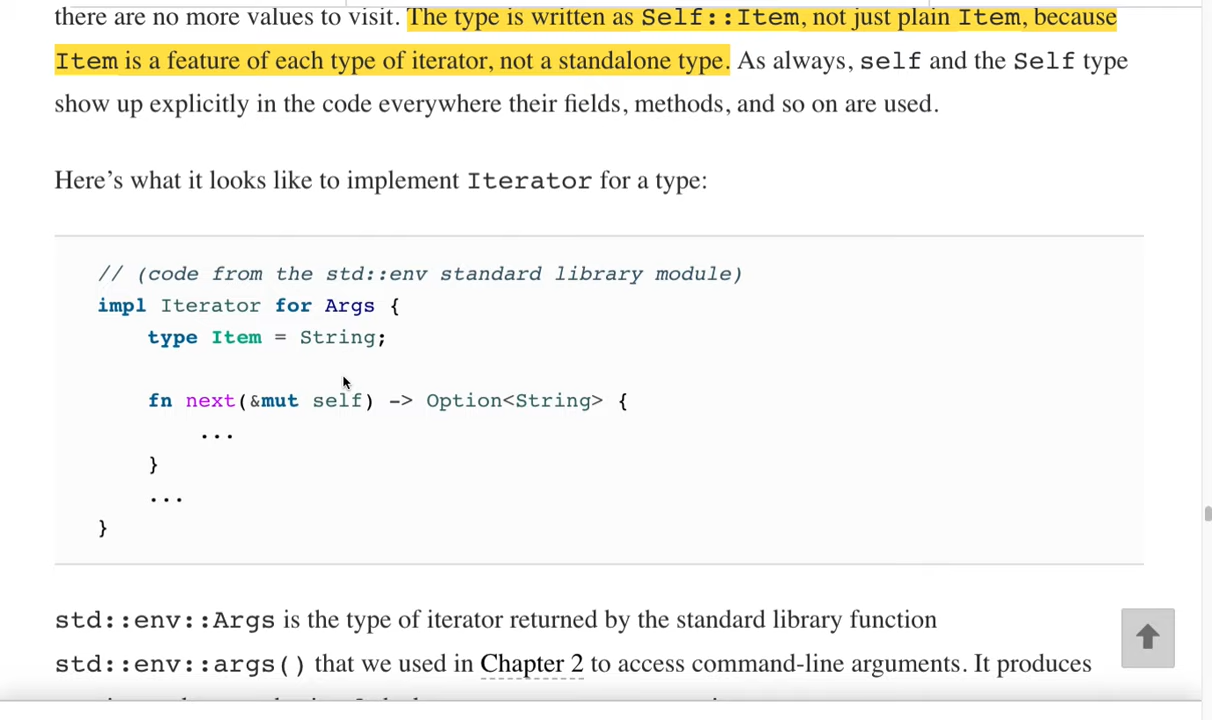 there are no more values to visit. The type is written as Self::Item, not just plain Item, because
Item is a feature of each type of iterator, not a standalone type. As always, self and the Self type
show up explicitly in the code everywhere their fields, methods, and so on are used.
Here’s what it looks like to implement Iterator for a type:
// (code from the std::env standard library module)
impl Iterator for Args {
    type Item = String;
    fn next(&mut self) -> Option<String> {
        ...
    }
    ...
}
std::env::Args is the type of iterator returned by the standard library function
std::env::args() that we used in Chapter 2 to access command-line arguments. It produces